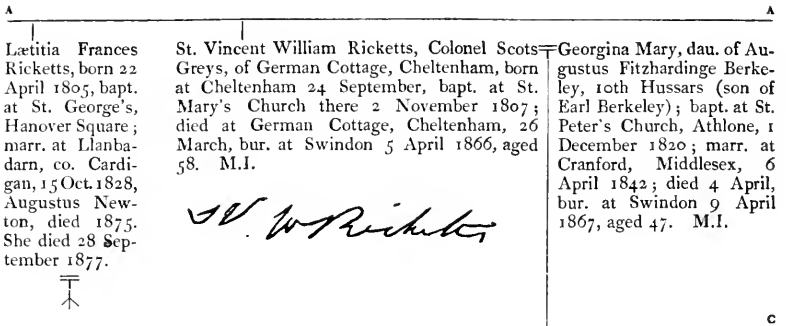 A A
Lætitia Frances
Ricketts, born 22
April 1805, bapt.
at St. George's,
Hanover Square;
marr. at Llanba-
darn, co. Cardi-
gan, 15 Oct. 1828,
Augustus New-
ton, died 1875.
She died 28 Sep-
tember 1877.
St. Vincent William Ricketts, Colonel Scots
Greys, of German Cottage, Cheltenham, born
at Cheltenham 24 September, bapt. at St.
Mary's Church there 2 November 1807;
died at German Cottage, Cheltenham, 26
March, bur. at Swindon 5 April 1866, aged
58. M.I.
St V. W Ricketts
Georgina Mary, dau. of Au-
gustus Fitzhardinge Berke-
ley, 10th Hussars (son of
Earl Berkeley); bapt. at St.
Peter's Church, Athlone, 1
December 1820; marr. at
Cranford, Middlesex, 6
April 1842; died 4 April,
bur. at Swindon 9 April
1867, aged 47. M.I.
C